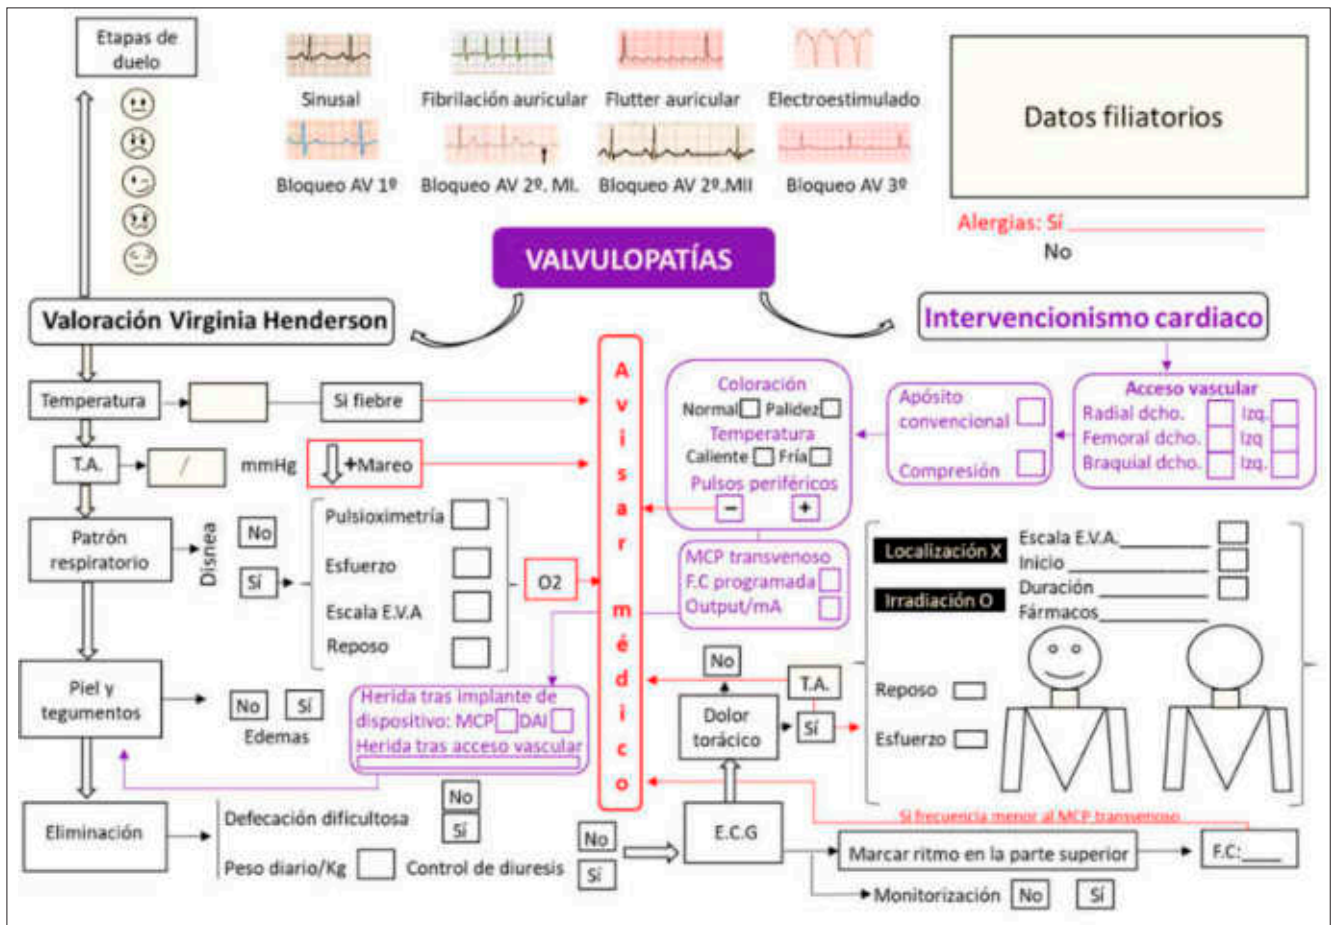 Etapas de
duelo
Sinusal
Fibrilación auricular
Flutter auricular
Electroestimulado
Bloqueo AV 1º
Bloqueo AV 2º. MI.
Bloqueo AV 2º.MII
Bloqueo AV 3º
Datos filiatorios
Alergias: Sí
No
VALVULOPATÍAS
Valoración Virginia Henderson
Intervencionismo cardiaco
Temperatura
Si fiebre
T.A.
/
mmHg
+Mareo
Patrón
respiratorio
Disnea
No
Sí
Pulsioximetría
Esfuerzo
Escala E.V.A
Reposo
O2
Avisar médico
Coloración
Normal Palidez
Temperatura
Caliente Fría
Pulsos periféricos
− +
Apósito
convencional
Compresión
Acceso vascular
Radial dcho. Izq.
Femoral dcho. Izq
Braquial dcho. Izq.
MCP transvenoso
F.C programada
Output/mA
Localización X
Irradiación O
Escala E.V.A.
Inicio
Duración
Fármacos
Reposo
Esfuerzo
No
T.A.
Dolor
torácico
Sí
Piel y
tegumentos
No Sí
Edemas
Herida tras implante de
dispositivo: MCP DAI
Herida tras acceso vascular
Eliminación
Defecación dificultosa
No
Sí
Peso diario/Kg
Control de diuresis
No
Sí
E.C.G
Si frecuencia menor al MCP transvenoso
Marcar ritmo en la parte superior
F.C:
Monitorización No Sí